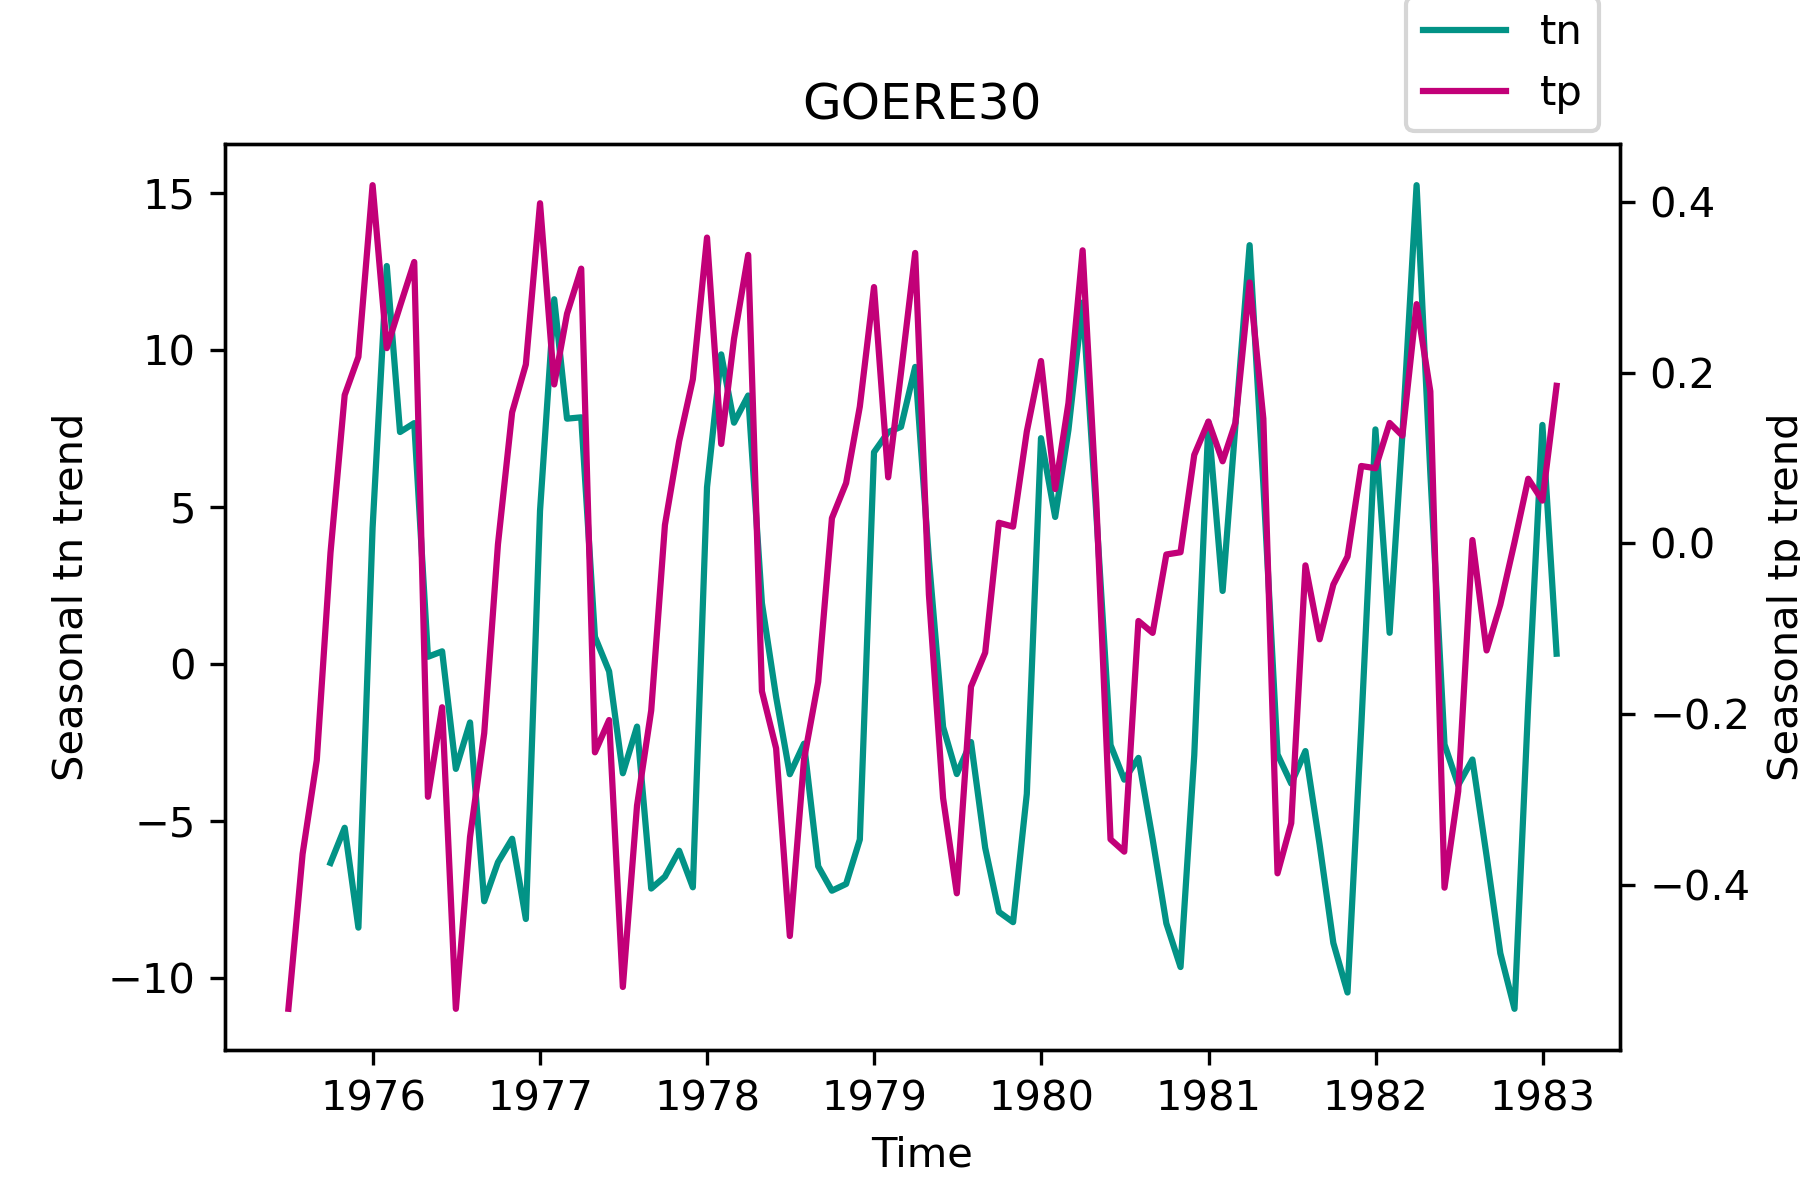 tn
tp
GOERE30
Seasonal tn trend
15
10
5
0
−5
−10
0.4
0.2
0.0
−0.2
−0.4
Seasonal tp trend
1976 1977 1978 1979 1980 1981 1982 1983
Time